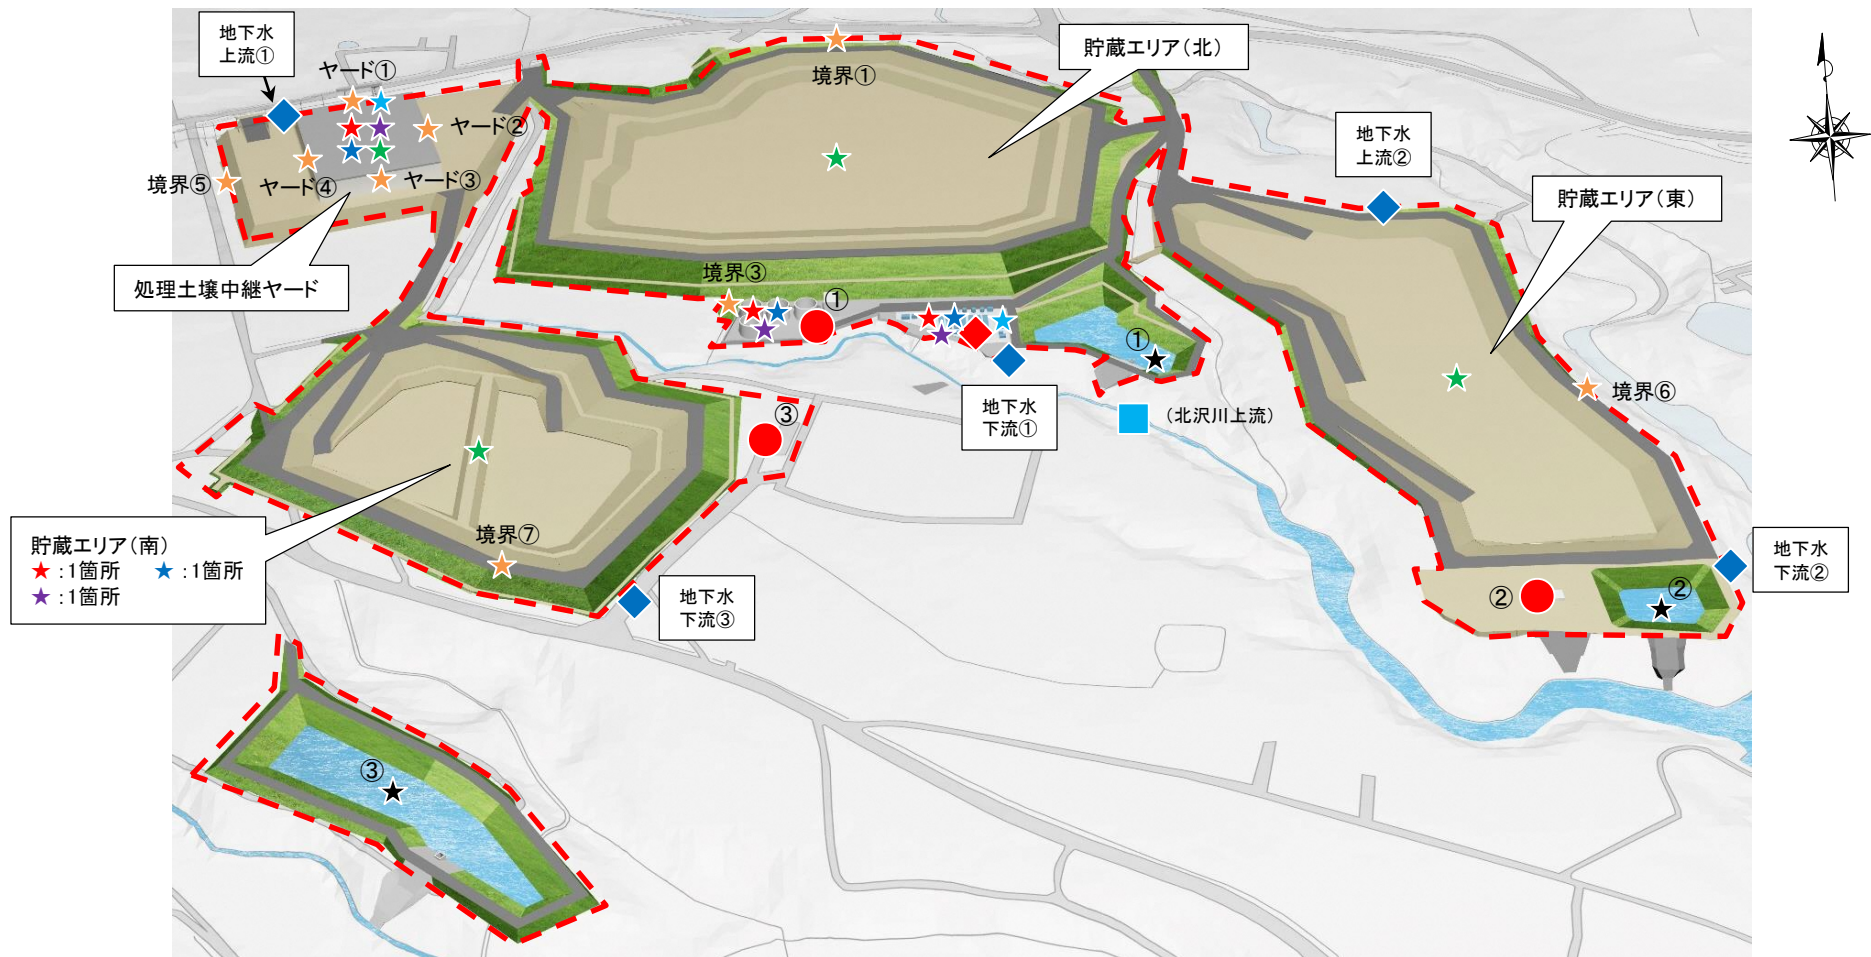 地下水
上流①
ヤード①
境界①
貯蔵エリア(北)
ヤード②
地下水
上流②
境界⑤
ヤード④
ヤード③
貯蔵エリア(東)
処理土壌中継ヤード
境界③
①
①
境界⑥
地下水
下流①
(北沢川上流)
③
貯蔵エリア(南)
★:1箇所 ★:1箇所
★:1箇所
境界⑦
地下水
下流②
②
②
地下水
下流③
③